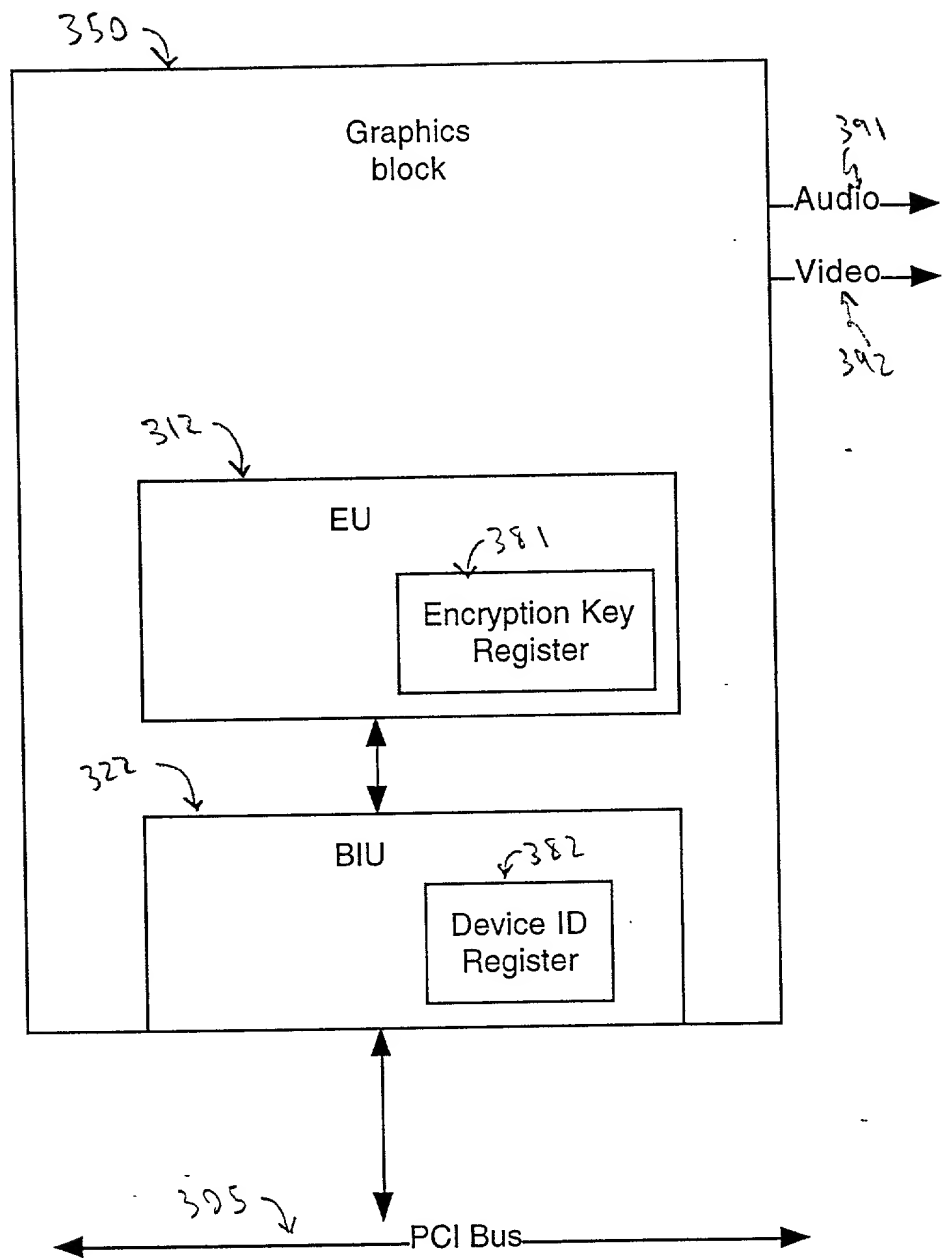 350
Graphics
block
391
Audio
Video
392
312
EU
381
Encryption Key
Register
322
BIU
382
Device ID
Register
305
PCI Bus